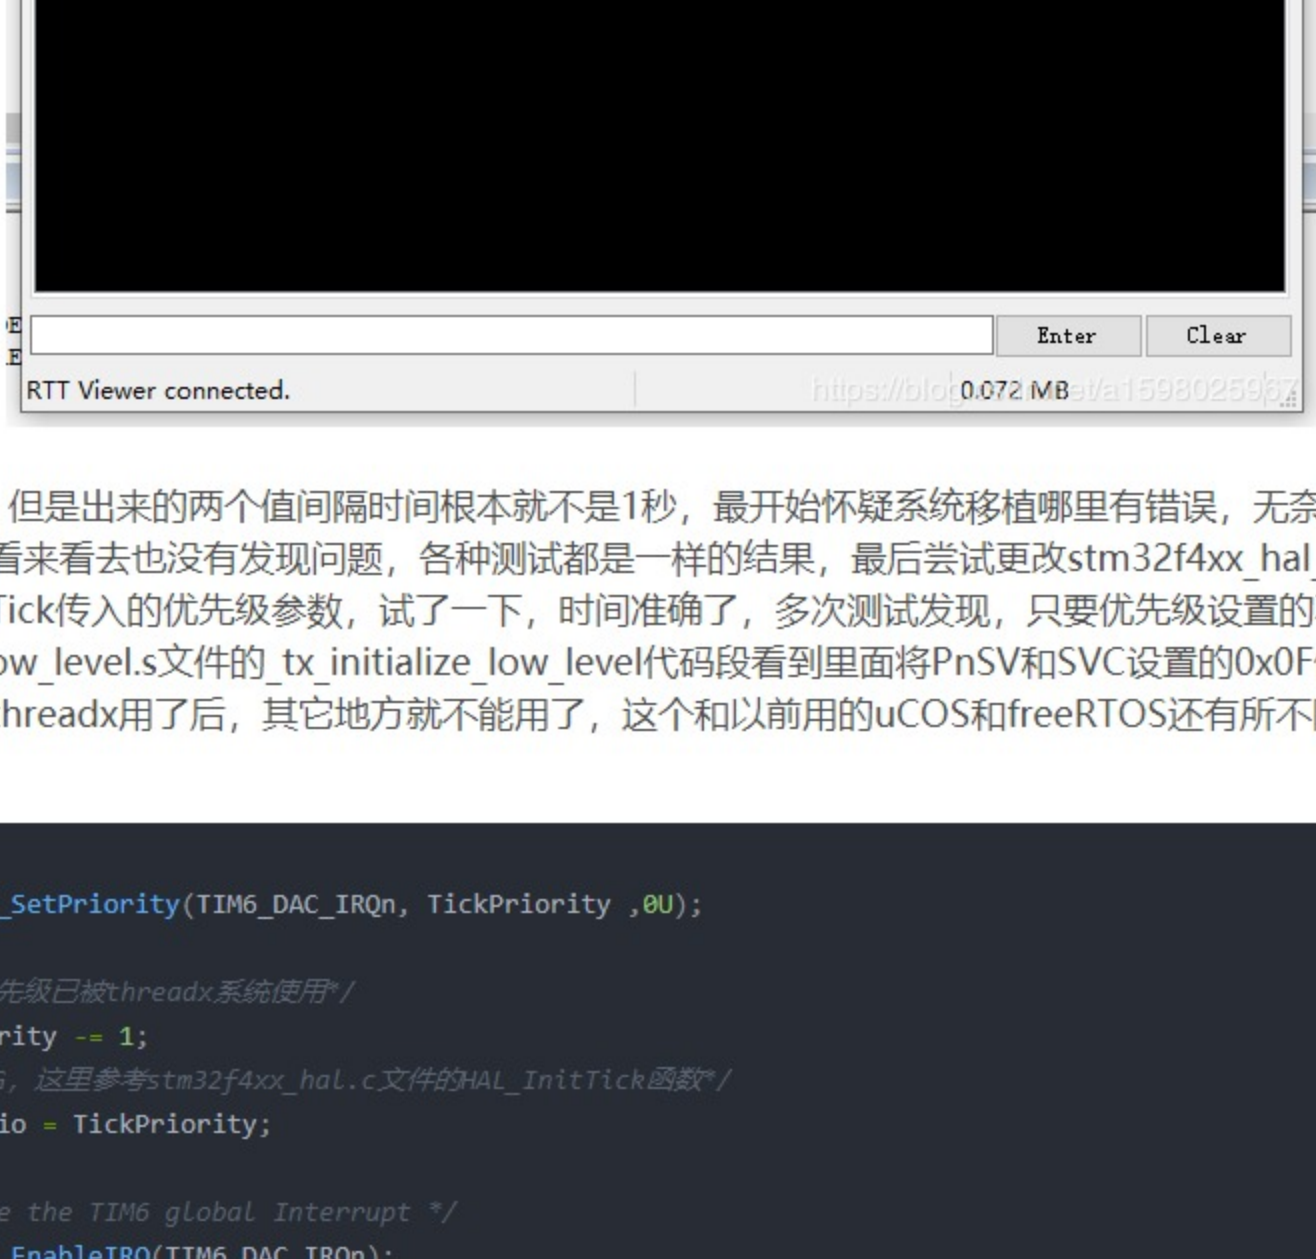 Enter Clear
RTT Viewer connected. 0.072 MB
但是出来的两个值间隔时间根本就不是1秒，最开始怀疑系统移植哪里有错误，无奈
看来看去也没有发现问题，各种测试都是一样的结果，最后尝试更改stm32f4xx_hal_
Tick传入的优先级参数，试了一下，时间准确了，多次测试发现，只要优先级设置的
ow_level.s文件的_tx_initialize_low_level代码段看到里面将PnSV和SVC设置的0x0F
threadx用了后，其它地方就不能用了，这个和以前用的uCOS和freeRTOS还有所不
_SetPriority(TIM6_DAC_IRQn, TickPriority ,0U);
先级已被threadx系统使用*/
rity -= 1;
，这里参考stm32f4xx_hal.c文件的HAL_InitTick函数*/
io = TickPriority;
e the TIM6 global Interrupt */
_EnableIRQ(TIM6_DAC_IRQn);